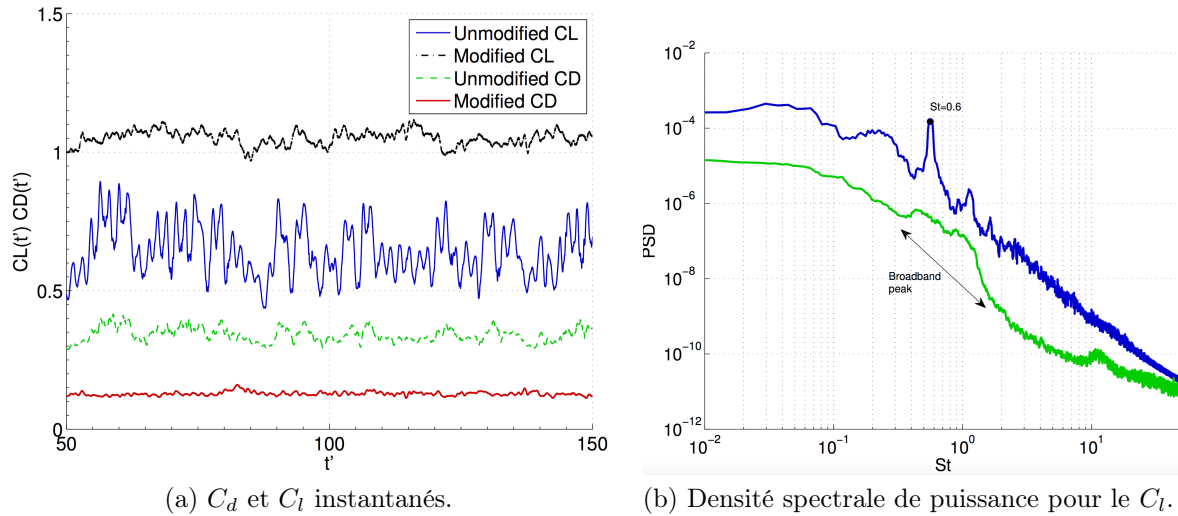 1.5
1
0.5
0
50
100
150
CL(t') CD(t')
t'
Unmodified CL
Modified CL
Unmodified CD
Modified CD
(a) C_d et C_l instantanés.
10^-2
10^-4
10^-6
10^-8
10^-10
10^-12
10^-2
10^-1
10^0
10^1
PSD
St
St=0.6
Broadband
peak
(b) Densité spectrale de puissance pour le C_l.